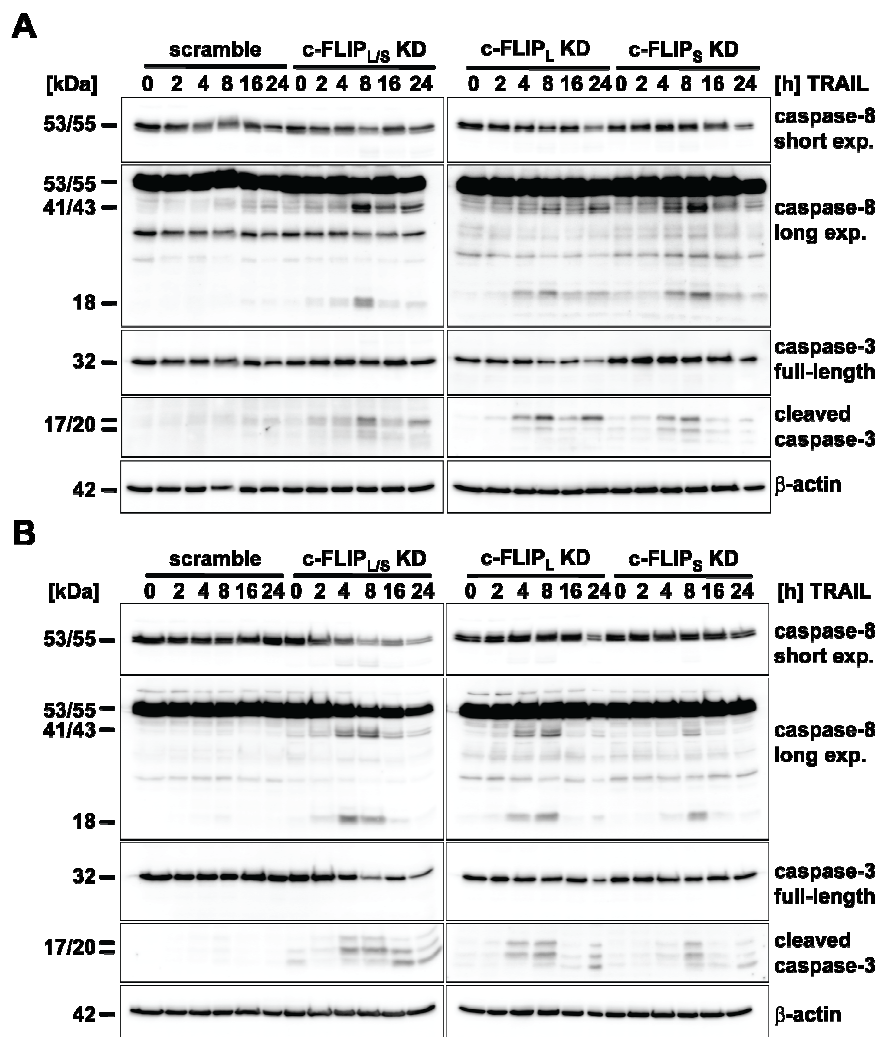 A
scramble c-FLIPL/S KD c-FLIPL KD c-FLIPS KD
[kDa] 0 2 4 8 16 24 0 2 4 8 16 24 0 2 4 8 16 24 0 2 4 8 16 24 [h] TRAIL
53/55 caspase-8
short exp.
53/55
41/43 caspase-8
long exp.
18
32 caspase-3
full-length
17/20 cleaved
caspase-3
42 β-actin
B
scramble c-FLIPL/S KD c-FLIPL KD c-FLIPS KD
[kDa] 0 2 4 8 16 24 0 2 4 8 16 24 0 2 4 8 16 24 0 2 4 8 16 24 [h] TRAIL
53/55 caspase-8
short exp.
53/55
41/43 caspase-8
long exp.
18
32 caspase-3
full-length
17/20 cleaved
caspase-3
42 β-actin